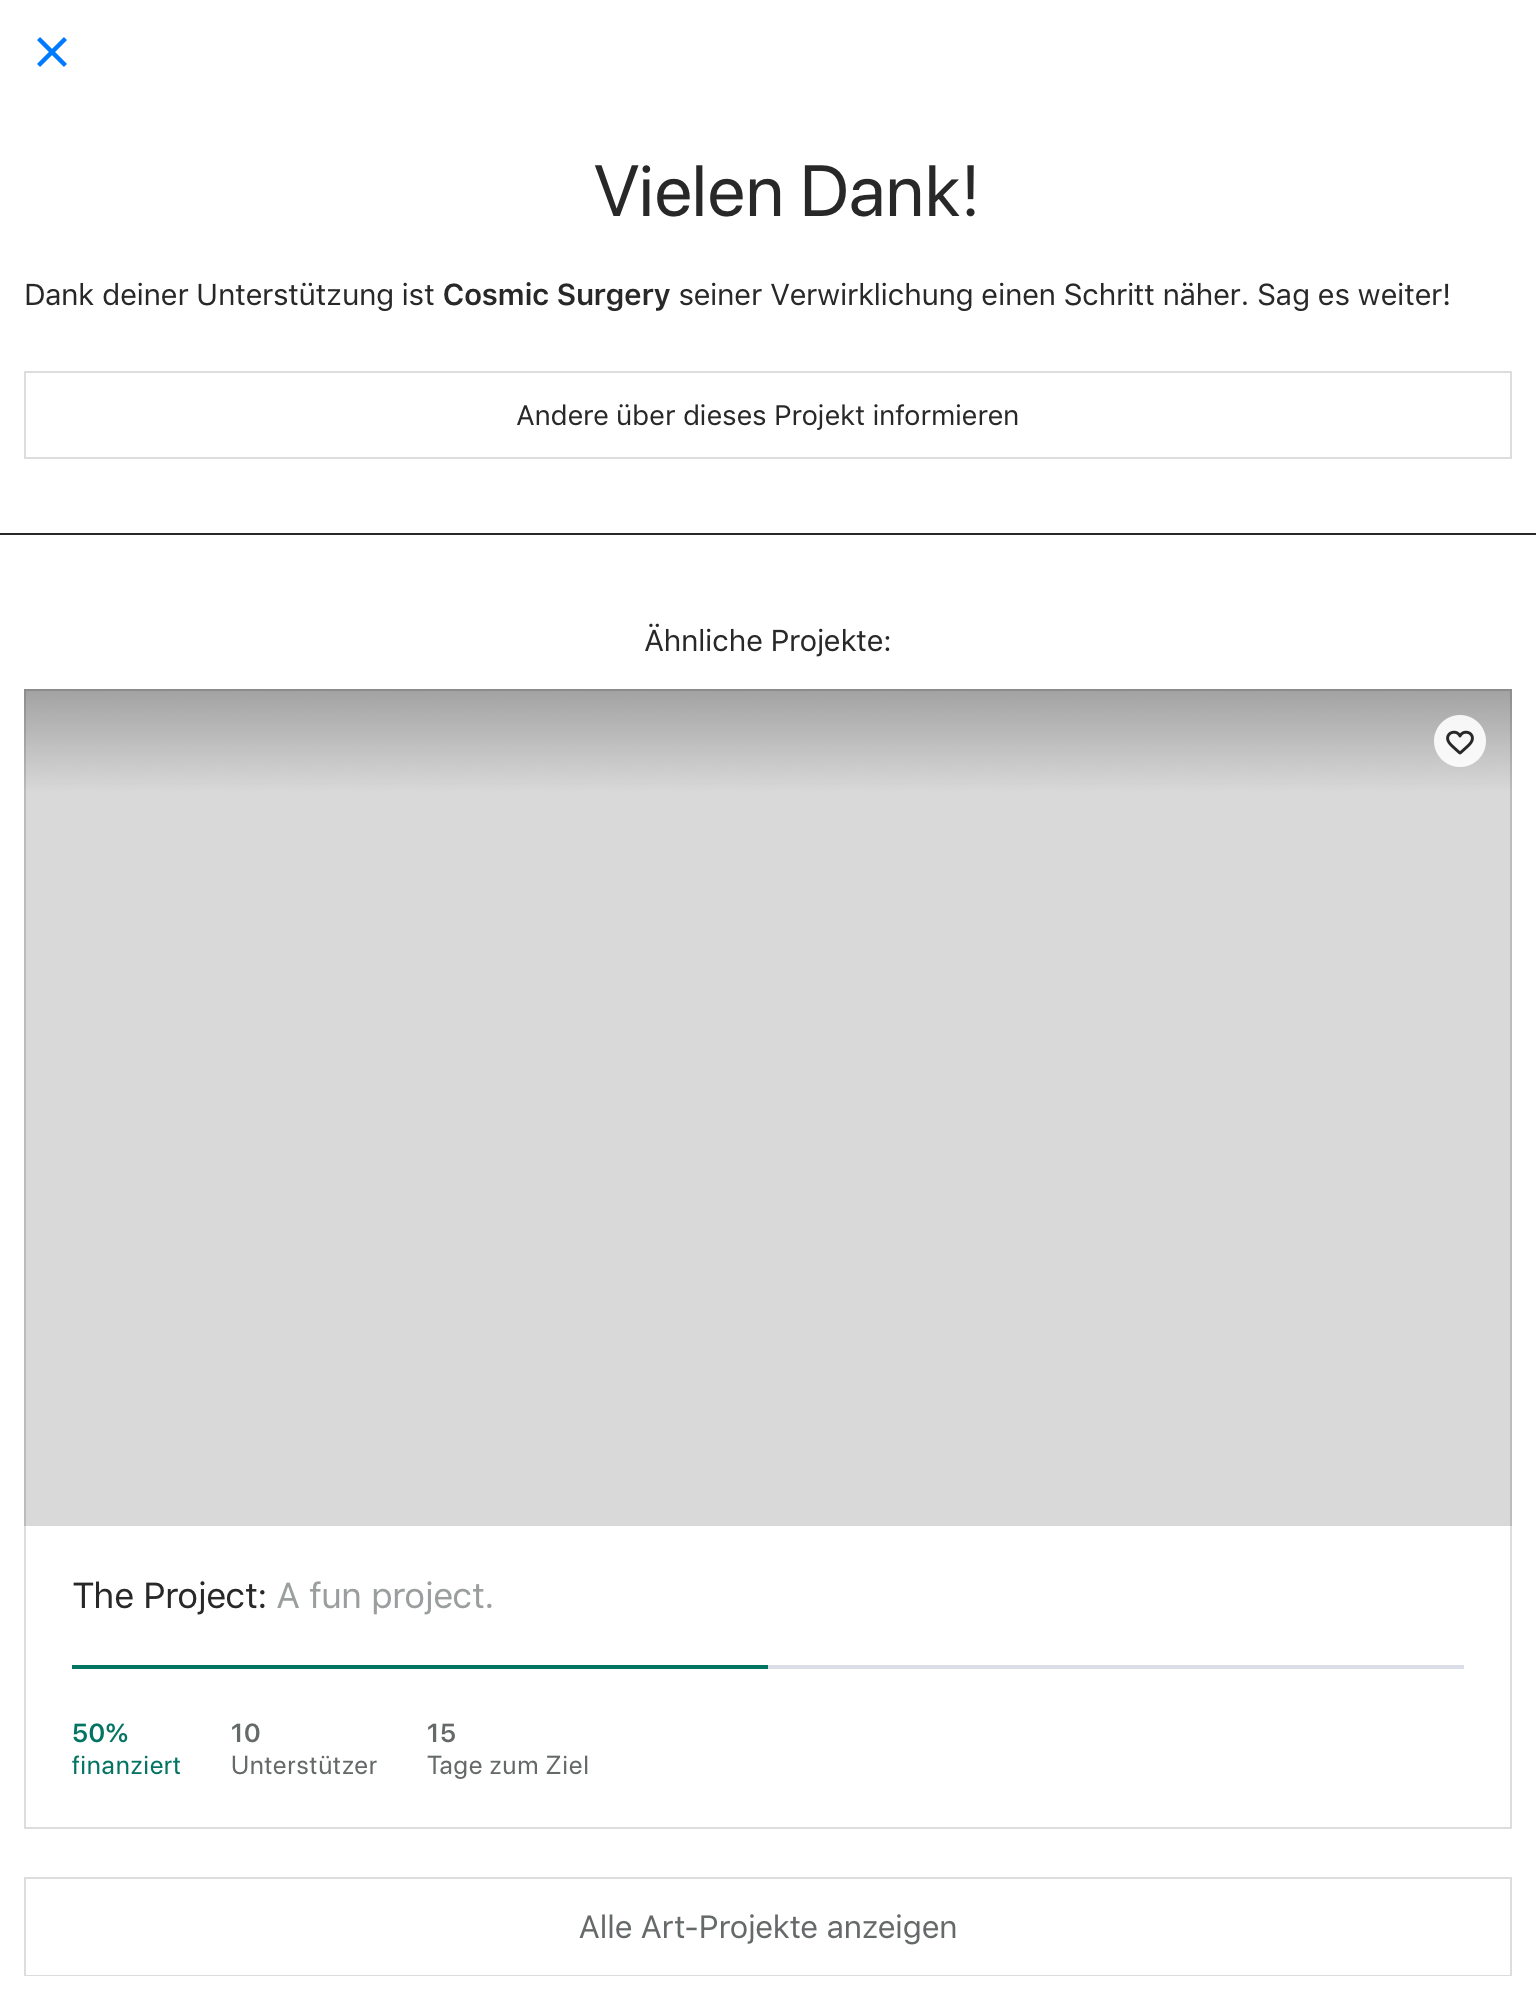 Vielen Dank!
Dank deiner Unterstützung ist Cosmic Surgery seiner Verwirklichung einen Schritt näher. Sag es weiter!
Andere über dieses Projekt informieren
Ähnliche Projekte:
The Project: A fun project.
50% 10 15
finanziert Unterstützer Tage zum Ziel
Alle Art-Projekte anzeigen